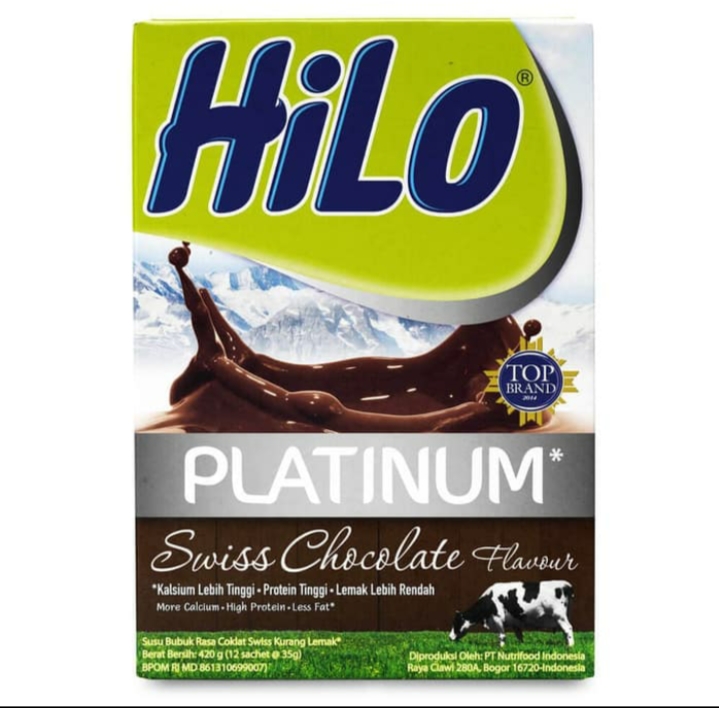 HiLo®
TOP
BRAND
2014
PLATINUM*
Swiss Chocolate Flavour
*Kalsium Lebih Tinggi • Protein Tinggi • Lemak Lebih Rendah
More Calcium • High Protein • Less Fat*
Susu Bubuk Rasa Coklat Swiss Kurang Lemak*
Berat Bersih: 420 g (12 sachet @ 35g)
BPOM RI MD 861310699007)
Diproduksi Oleh: PT Nutrifood Indonesia
Raya Ciawi 280A, Bogor 16720-Indonesia